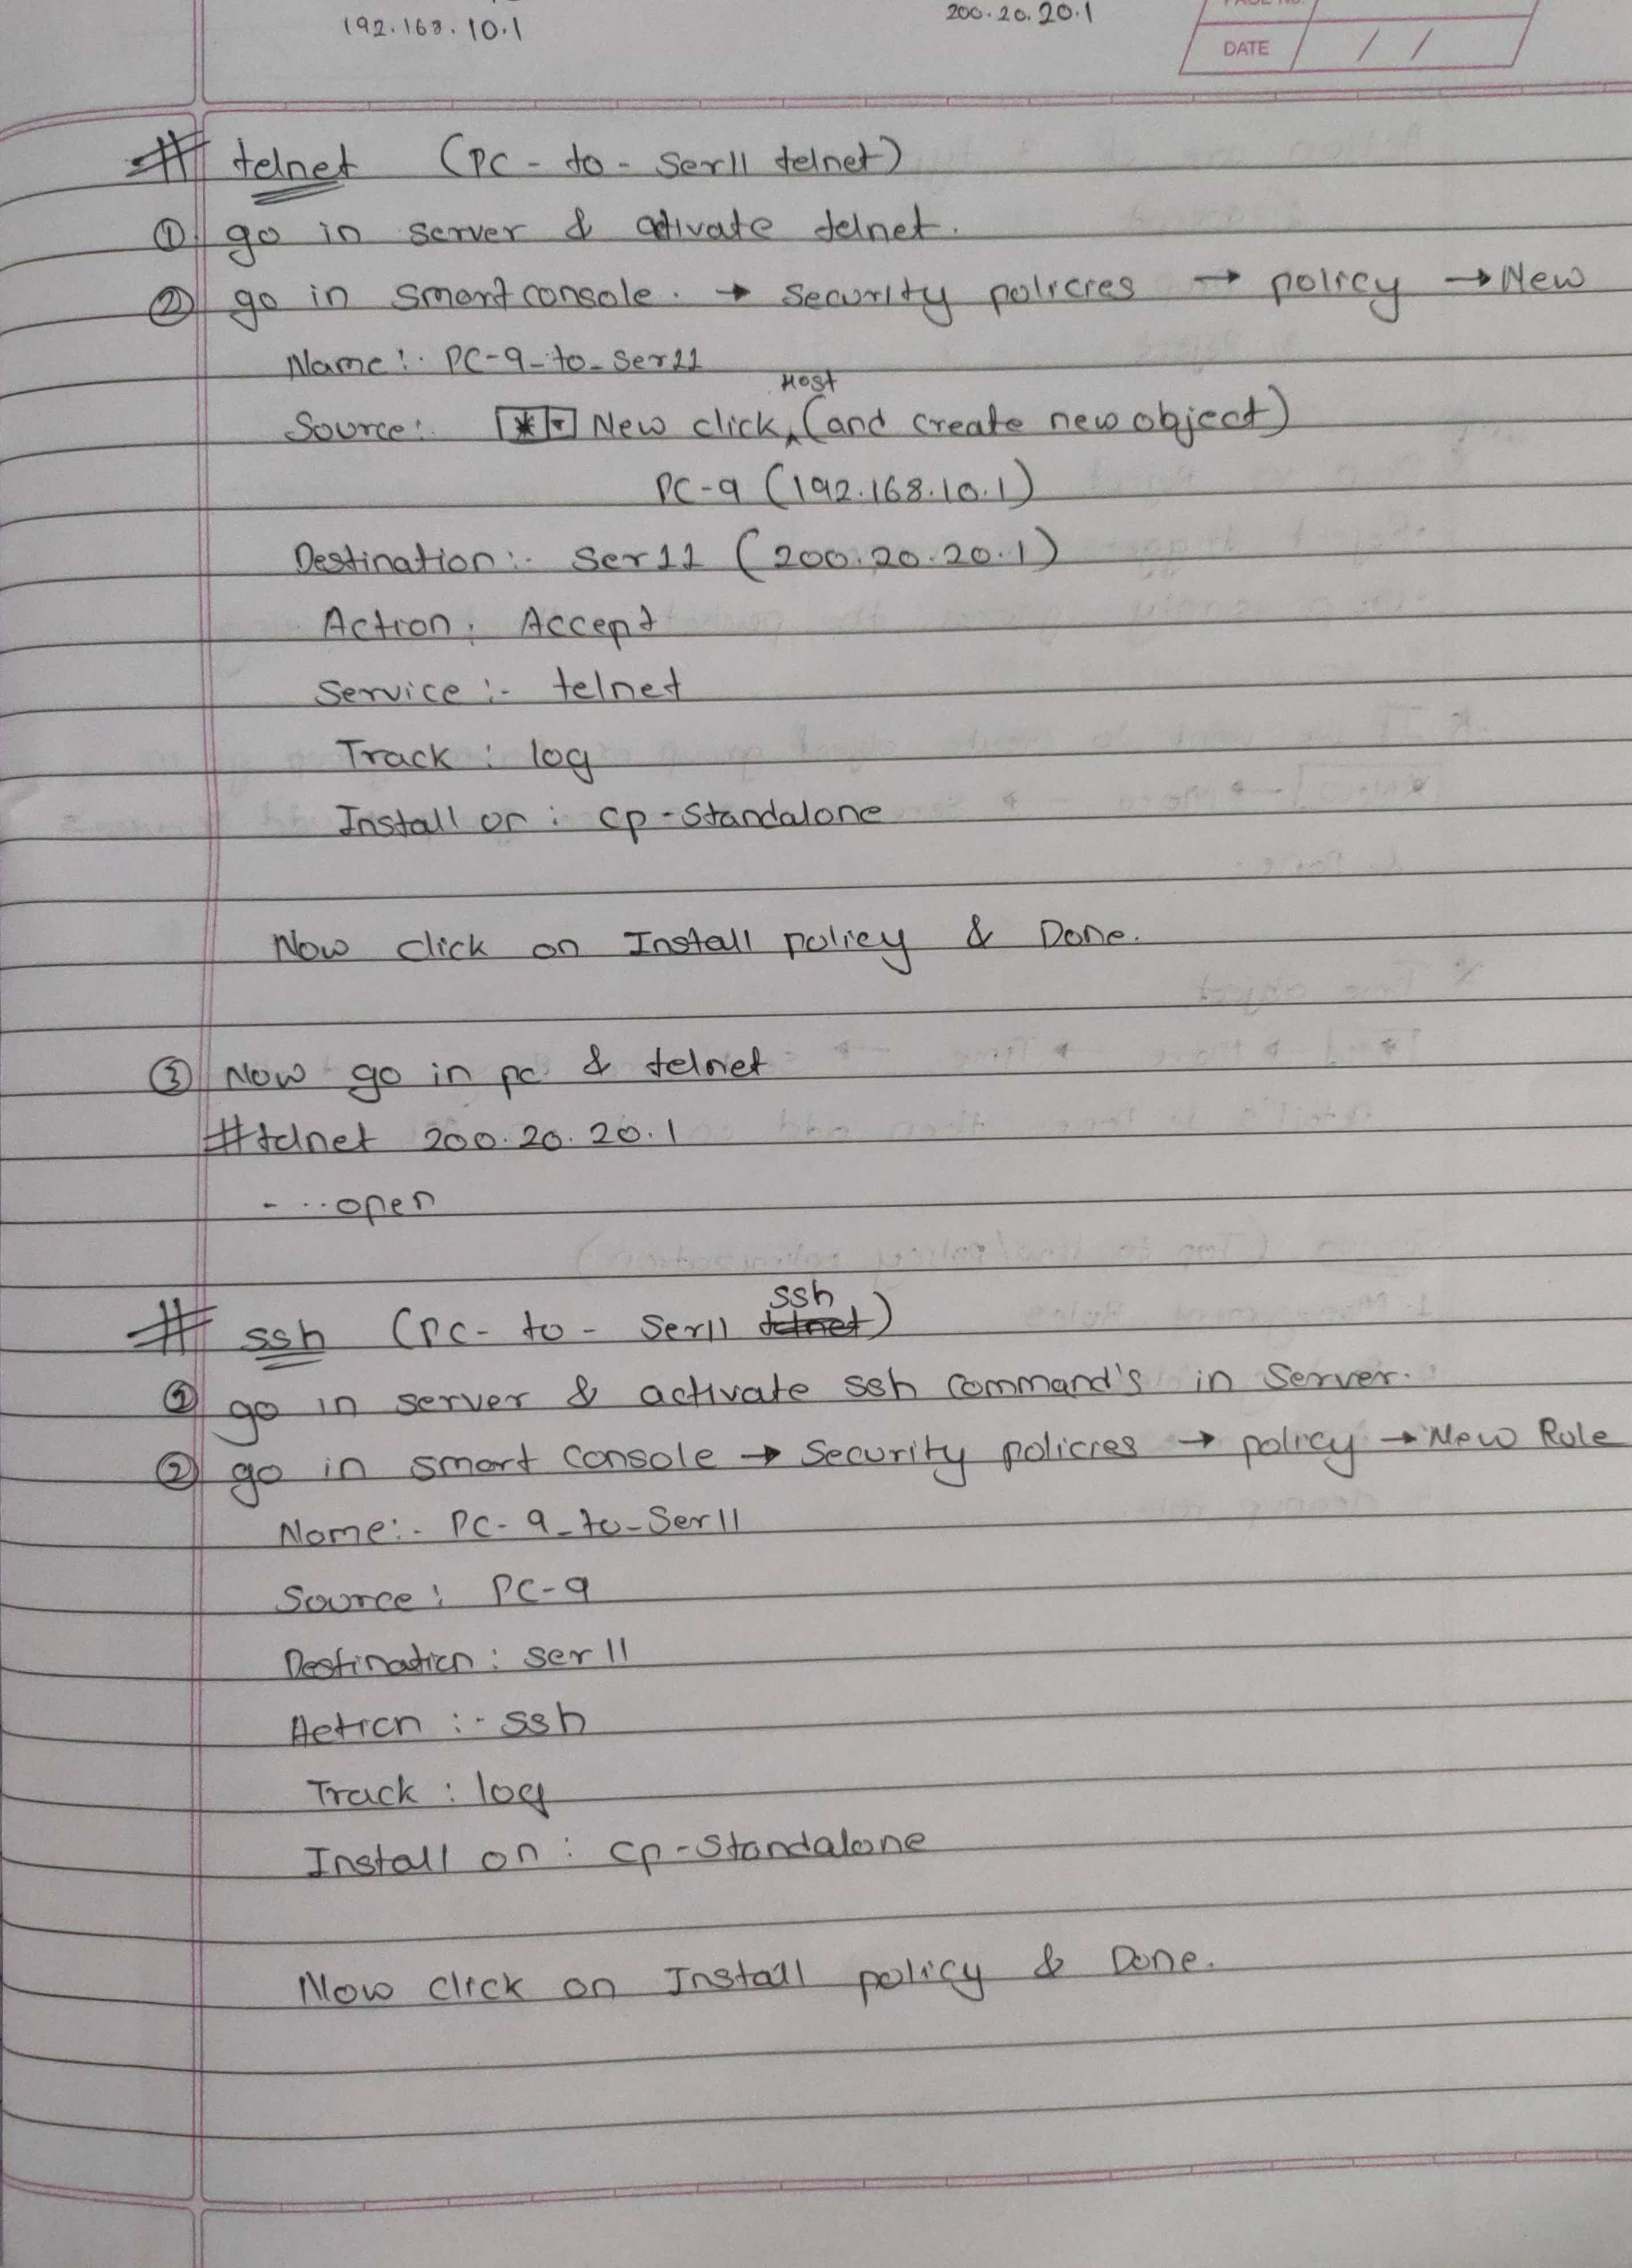 192.168.10.1 200.20.20.1
DATE / /
# telnet (PC - to - Ser11 telnet)
① go in server & activate telnet.
② go in smart console. → Security policies → policy → New
Name:- PC-9_to_Ser11
Host
Source:- [*▾] New click ^ (and create new object)
PC-9 (192.168.10.1)
Destination:- Ser11 (200.20.20.1)
Action: Accept
Service:- telnet
Track: log
Install on: cp-Standalone
Now click on Install policy & Done.
③ Now go in pc & telnet
#telnet 200.20.20.1
- ...open
ssh
# ssh (PC- to - Ser11 telnet)
① go in server & activate ssh command's in Server.
② go in smart console → Security policies → policy → New Rule
Name:- PC-9_to_Ser11
Source: PC-9
Destination: ser11
Action:- ssh
Track: log
Install on: cp-Standalone
Now click on Install policy & Done.